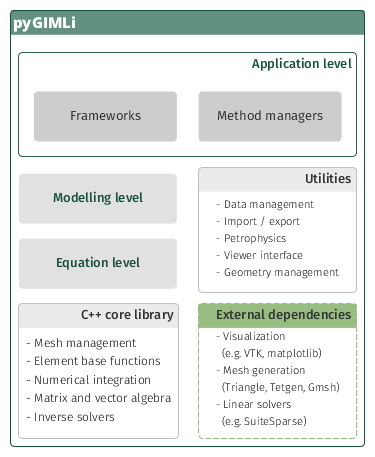 pyGIMLi
Application level
Frameworks
Method managers
Modelling level
Equation level
Utilities
- Data management
- Import / export
- Petrophysics
- Viewer interface
- Geometry management
C++ core library
- Mesh management
- Element base functions
- Numerical integration
- Matrix and vector algebra
- Inverse solvers
External dependencies
- Visualization
(e.g. VTK, matplotlib)
- Mesh generation
(Triangle, Tetgen, Gmsh)
- Linear solvers
(e.g. SuiteSparse)